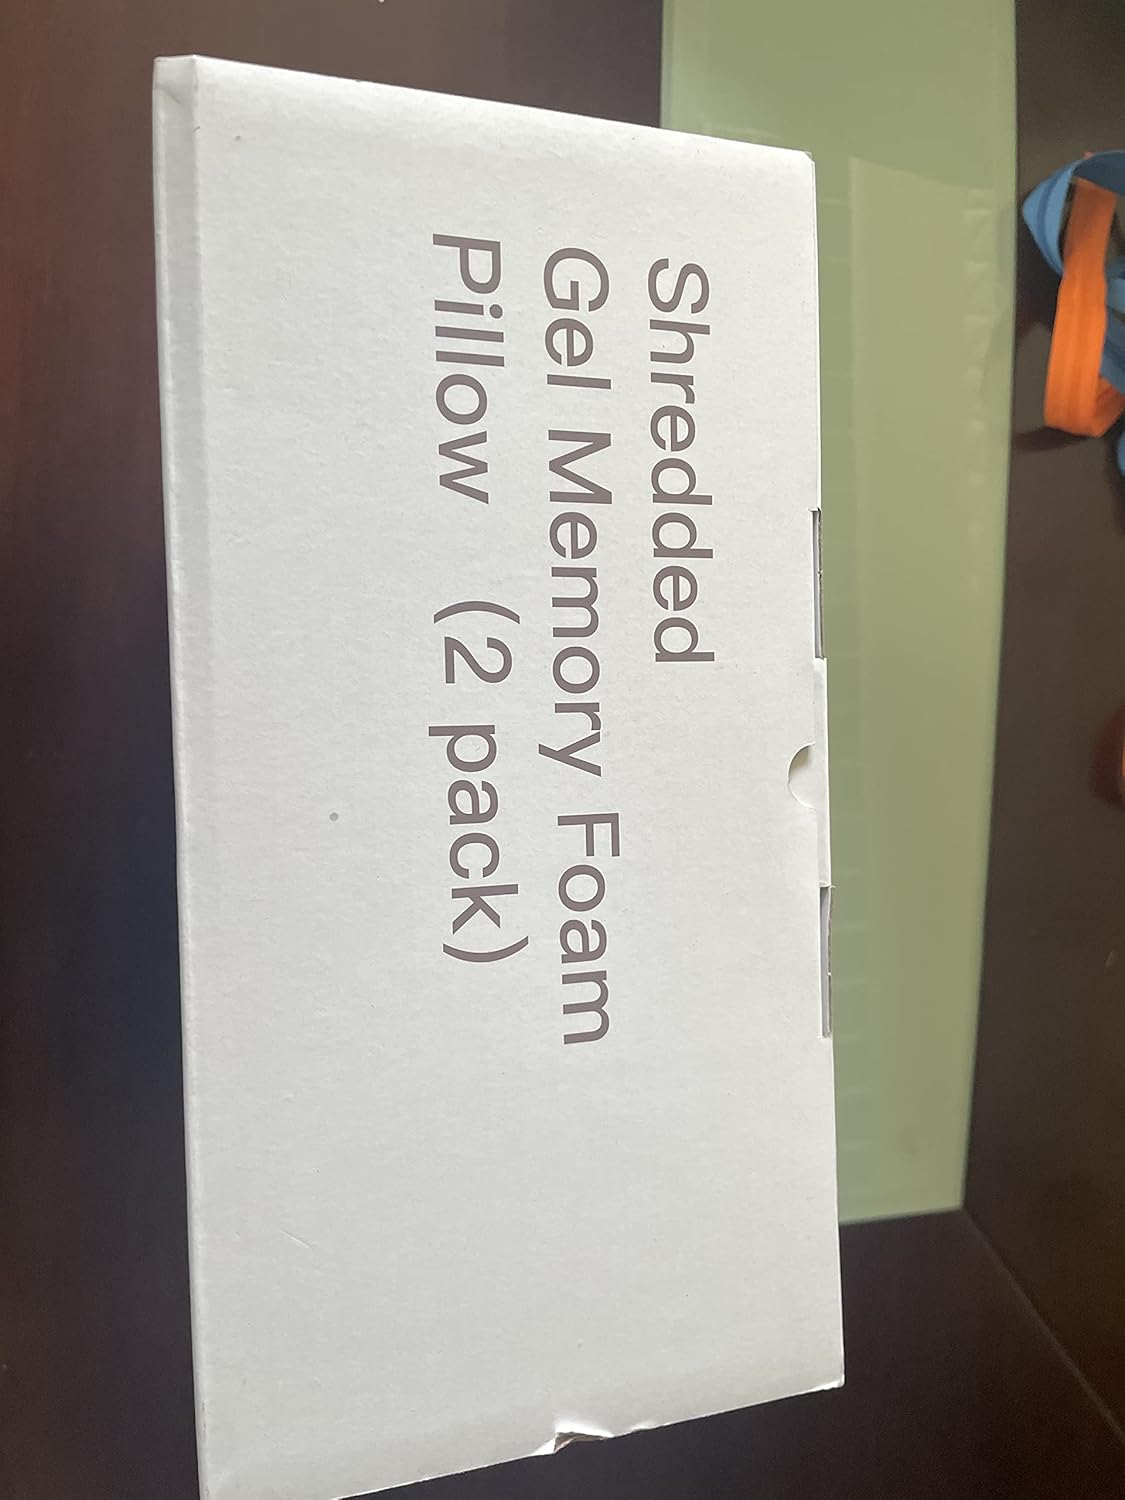 Shredded
Gel Memory Foam
Pillow (2 pack)